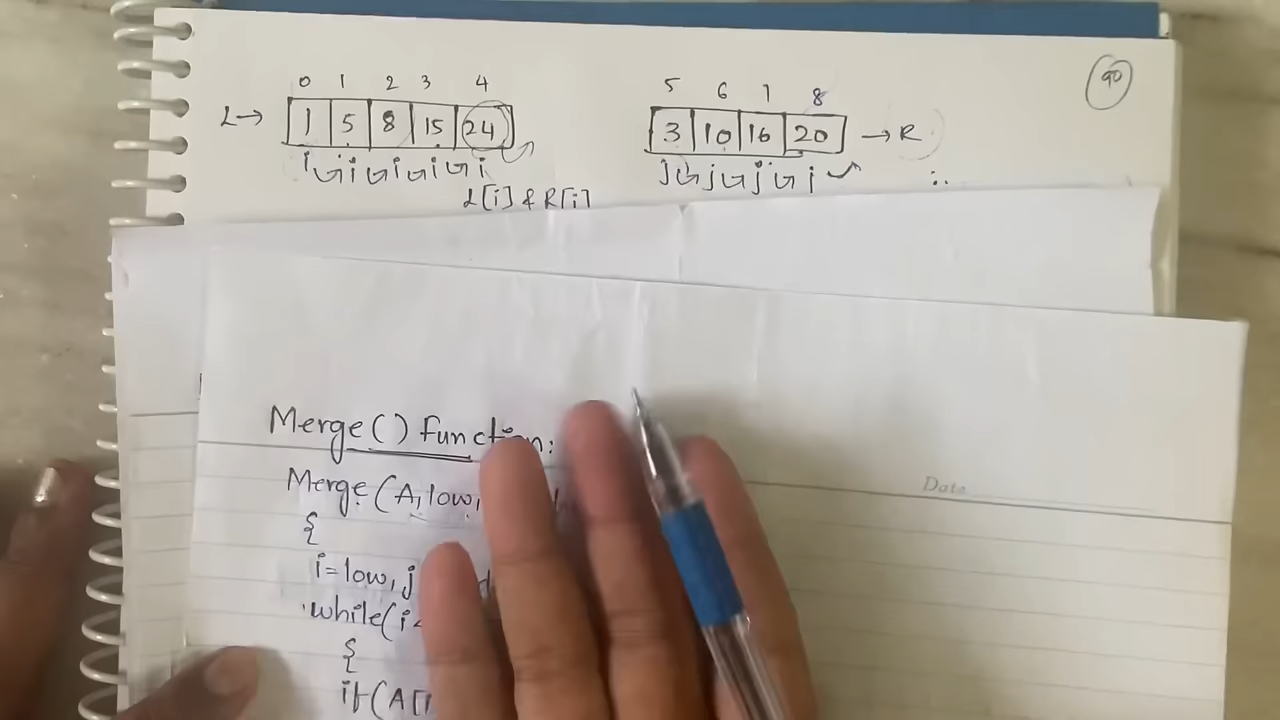 0 1 2 3 4 5 6 7 8 90
L→ 1 5 8 15 24 3 10 16 20 →R
i i i i i j j j j ∴
L[i] & R[i]
Merge() function:
Date
Merge(A, low,
{
i=low, j
while(i<
{
if(A[i